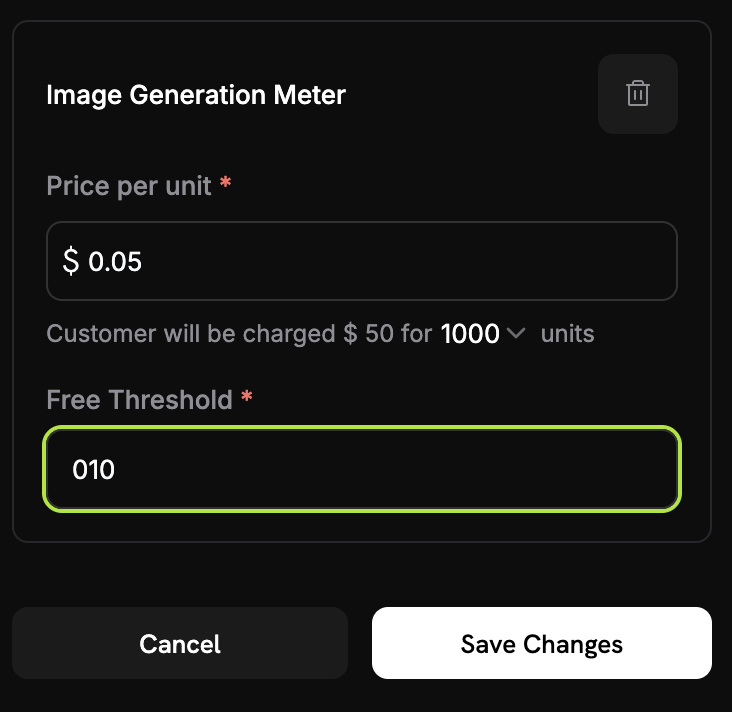 Image Generation Meter
Price per unit *
$ 0.05
Customer will be charged $ 50 for 1000 units
Free Threshold *
010
Cancel Save Changes